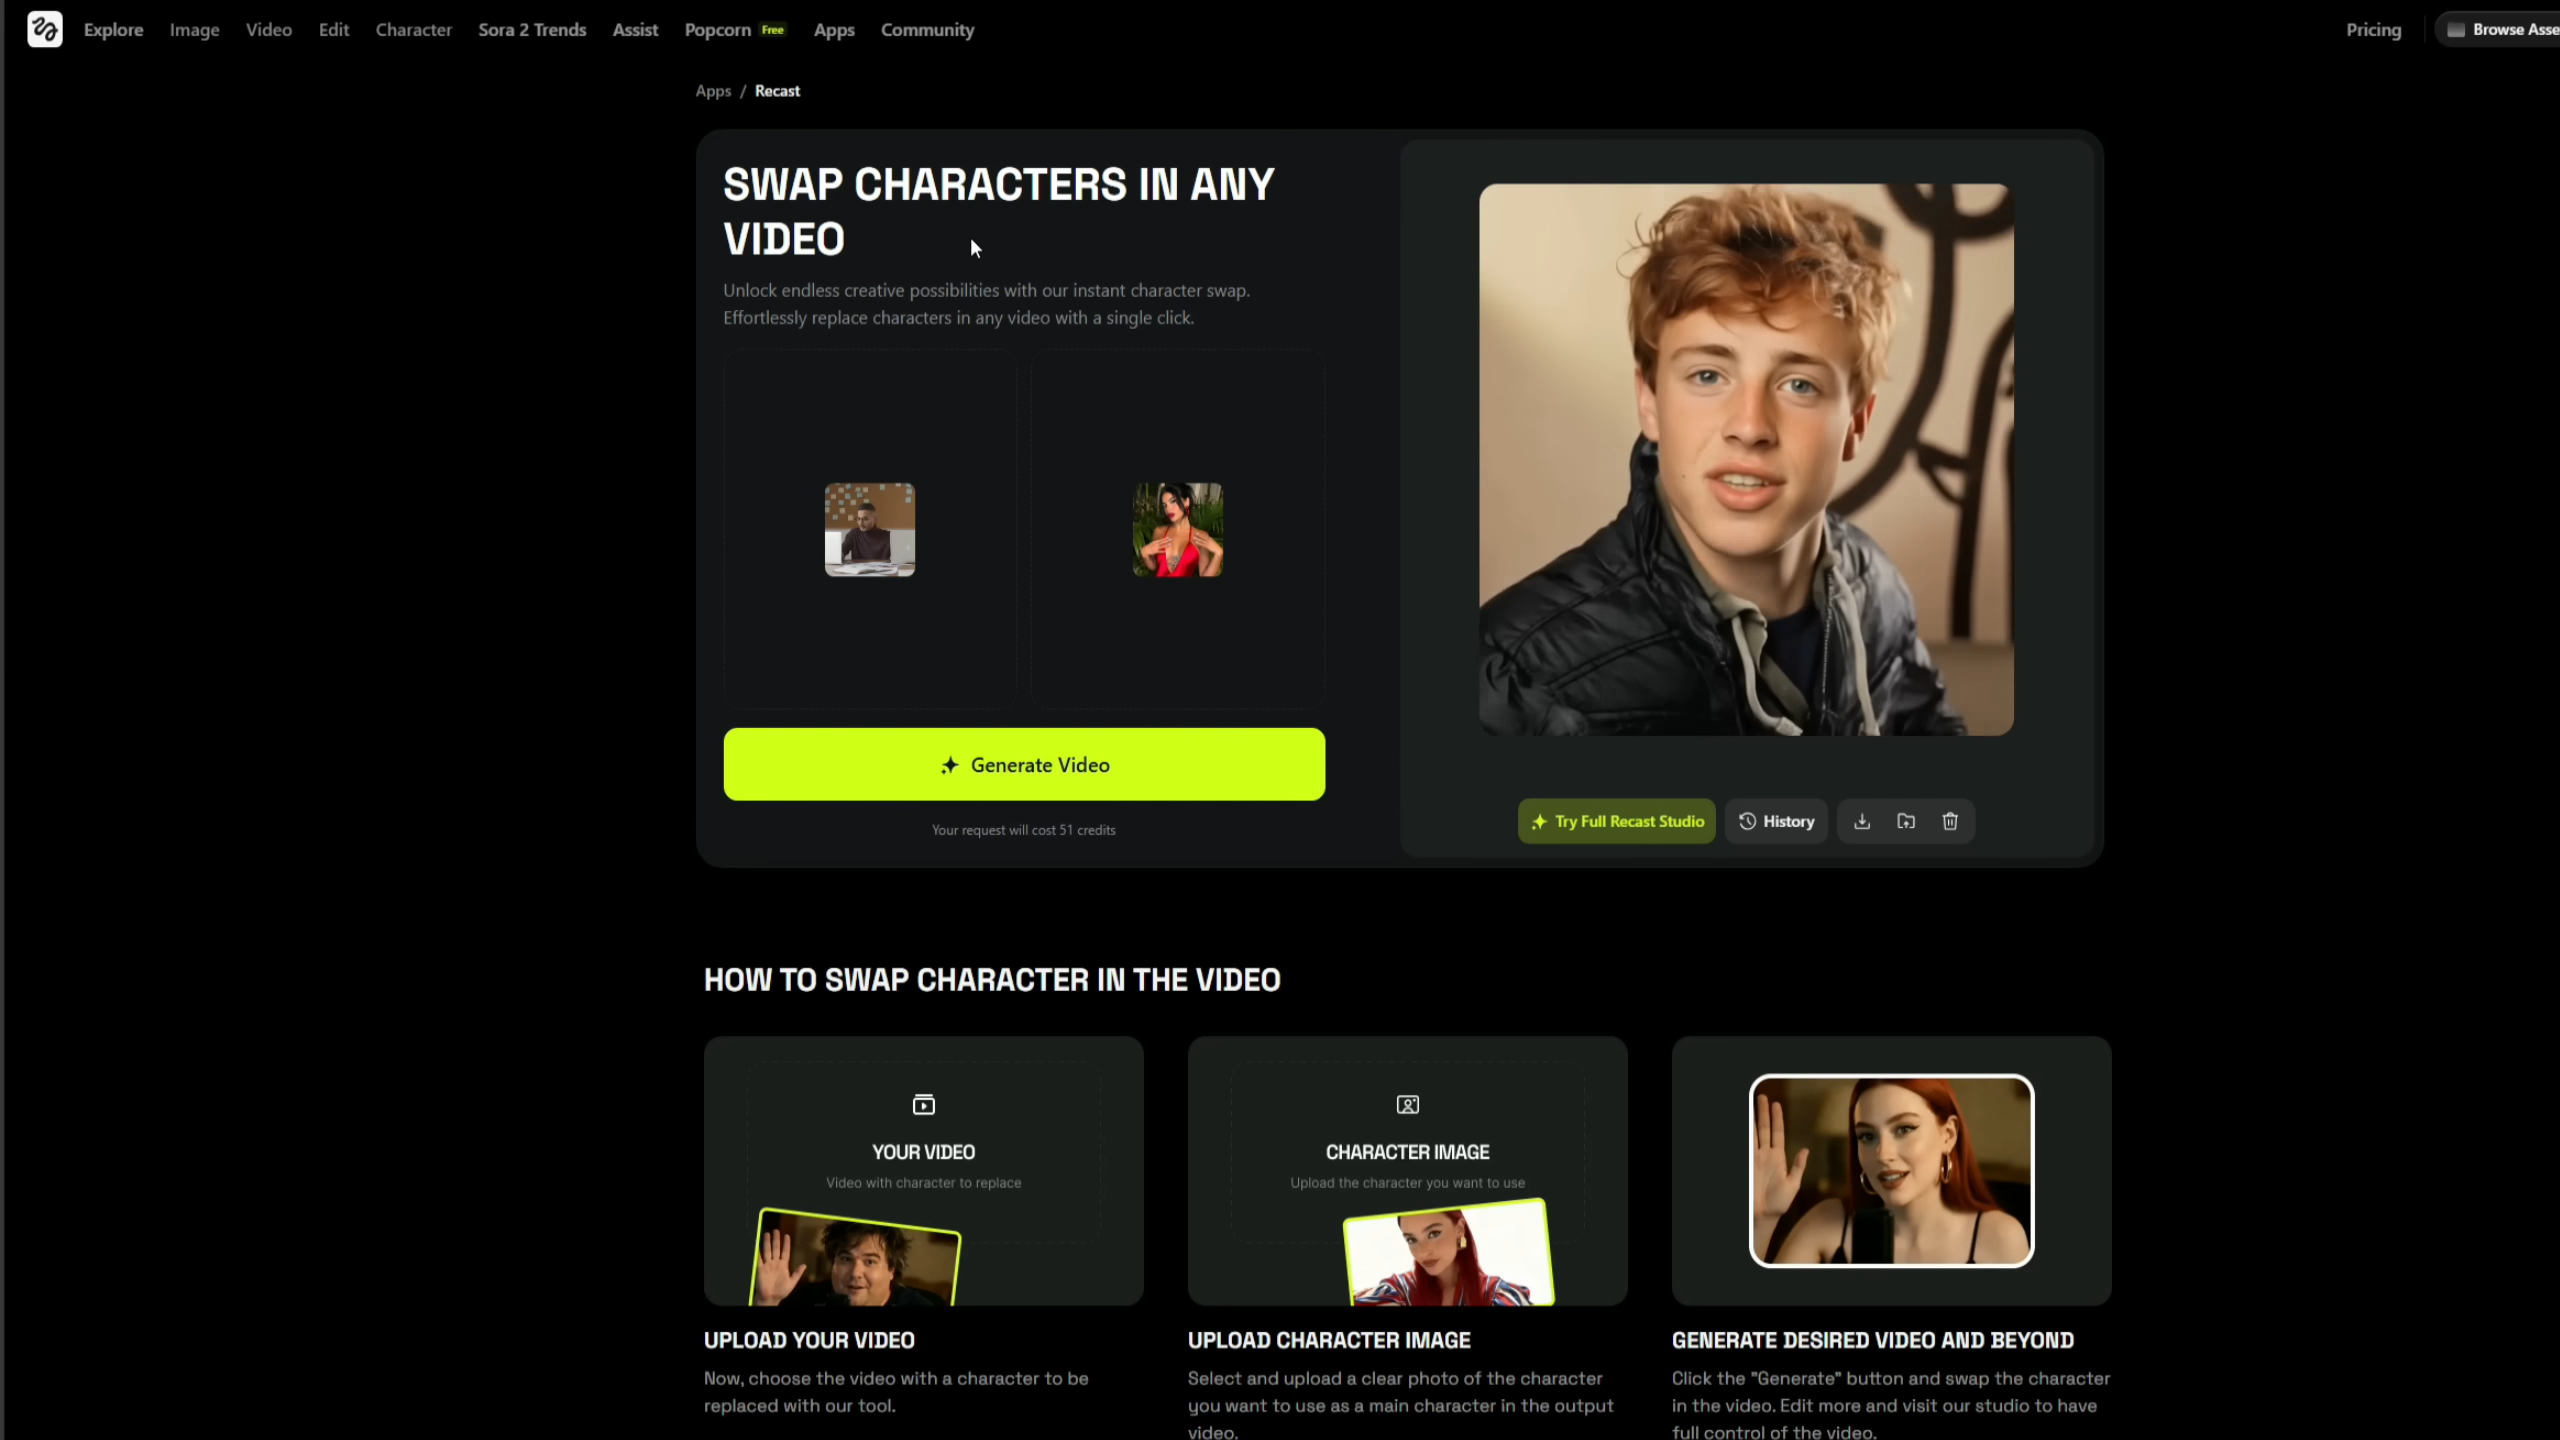 Explore Image Video Edit Character Sora 2 Trends Assist Popcorn Free Apps Community Pricing Browse
Apps / Recast
SWAP CHARACTERS IN ANY
VIDEO
Unlock endless creative possibilities with our instant character swap.
Effortlessly replace characters in any video with a single click.
Generate Video
Your request will cost 51 credits
Try Full Recast Studio History
HOW TO SWAP CHARACTER IN THE VIDEO
YOUR VIDEO
Video with character to replace
CHARACTER IMAGE
Upload the character you want to use
UPLOAD YOUR VIDEO
Now, choose the video with a character to be
replaced with our tool.
UPLOAD CHARACTER IMAGE
Select and upload a clear photo of the character
you want to use as a main character in the output
video.
GENERATE DESIRED VIDEO AND BEYOND
Click the "Generate" button and swap the character
in the video. Edit more and visit our studio to have
full control of the video.